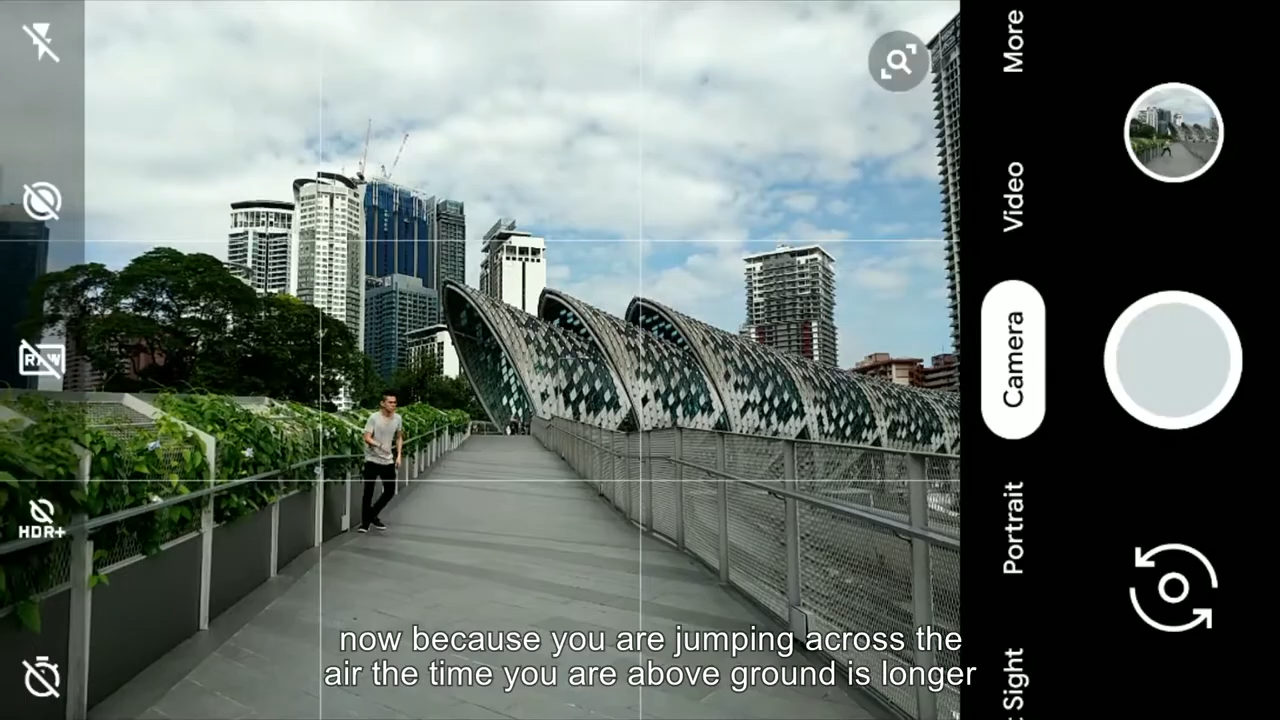 RAW
HDR+
More
Video
Camera
Portrait
Sight
now because you are jumping across the
air the time you are above ground is longer